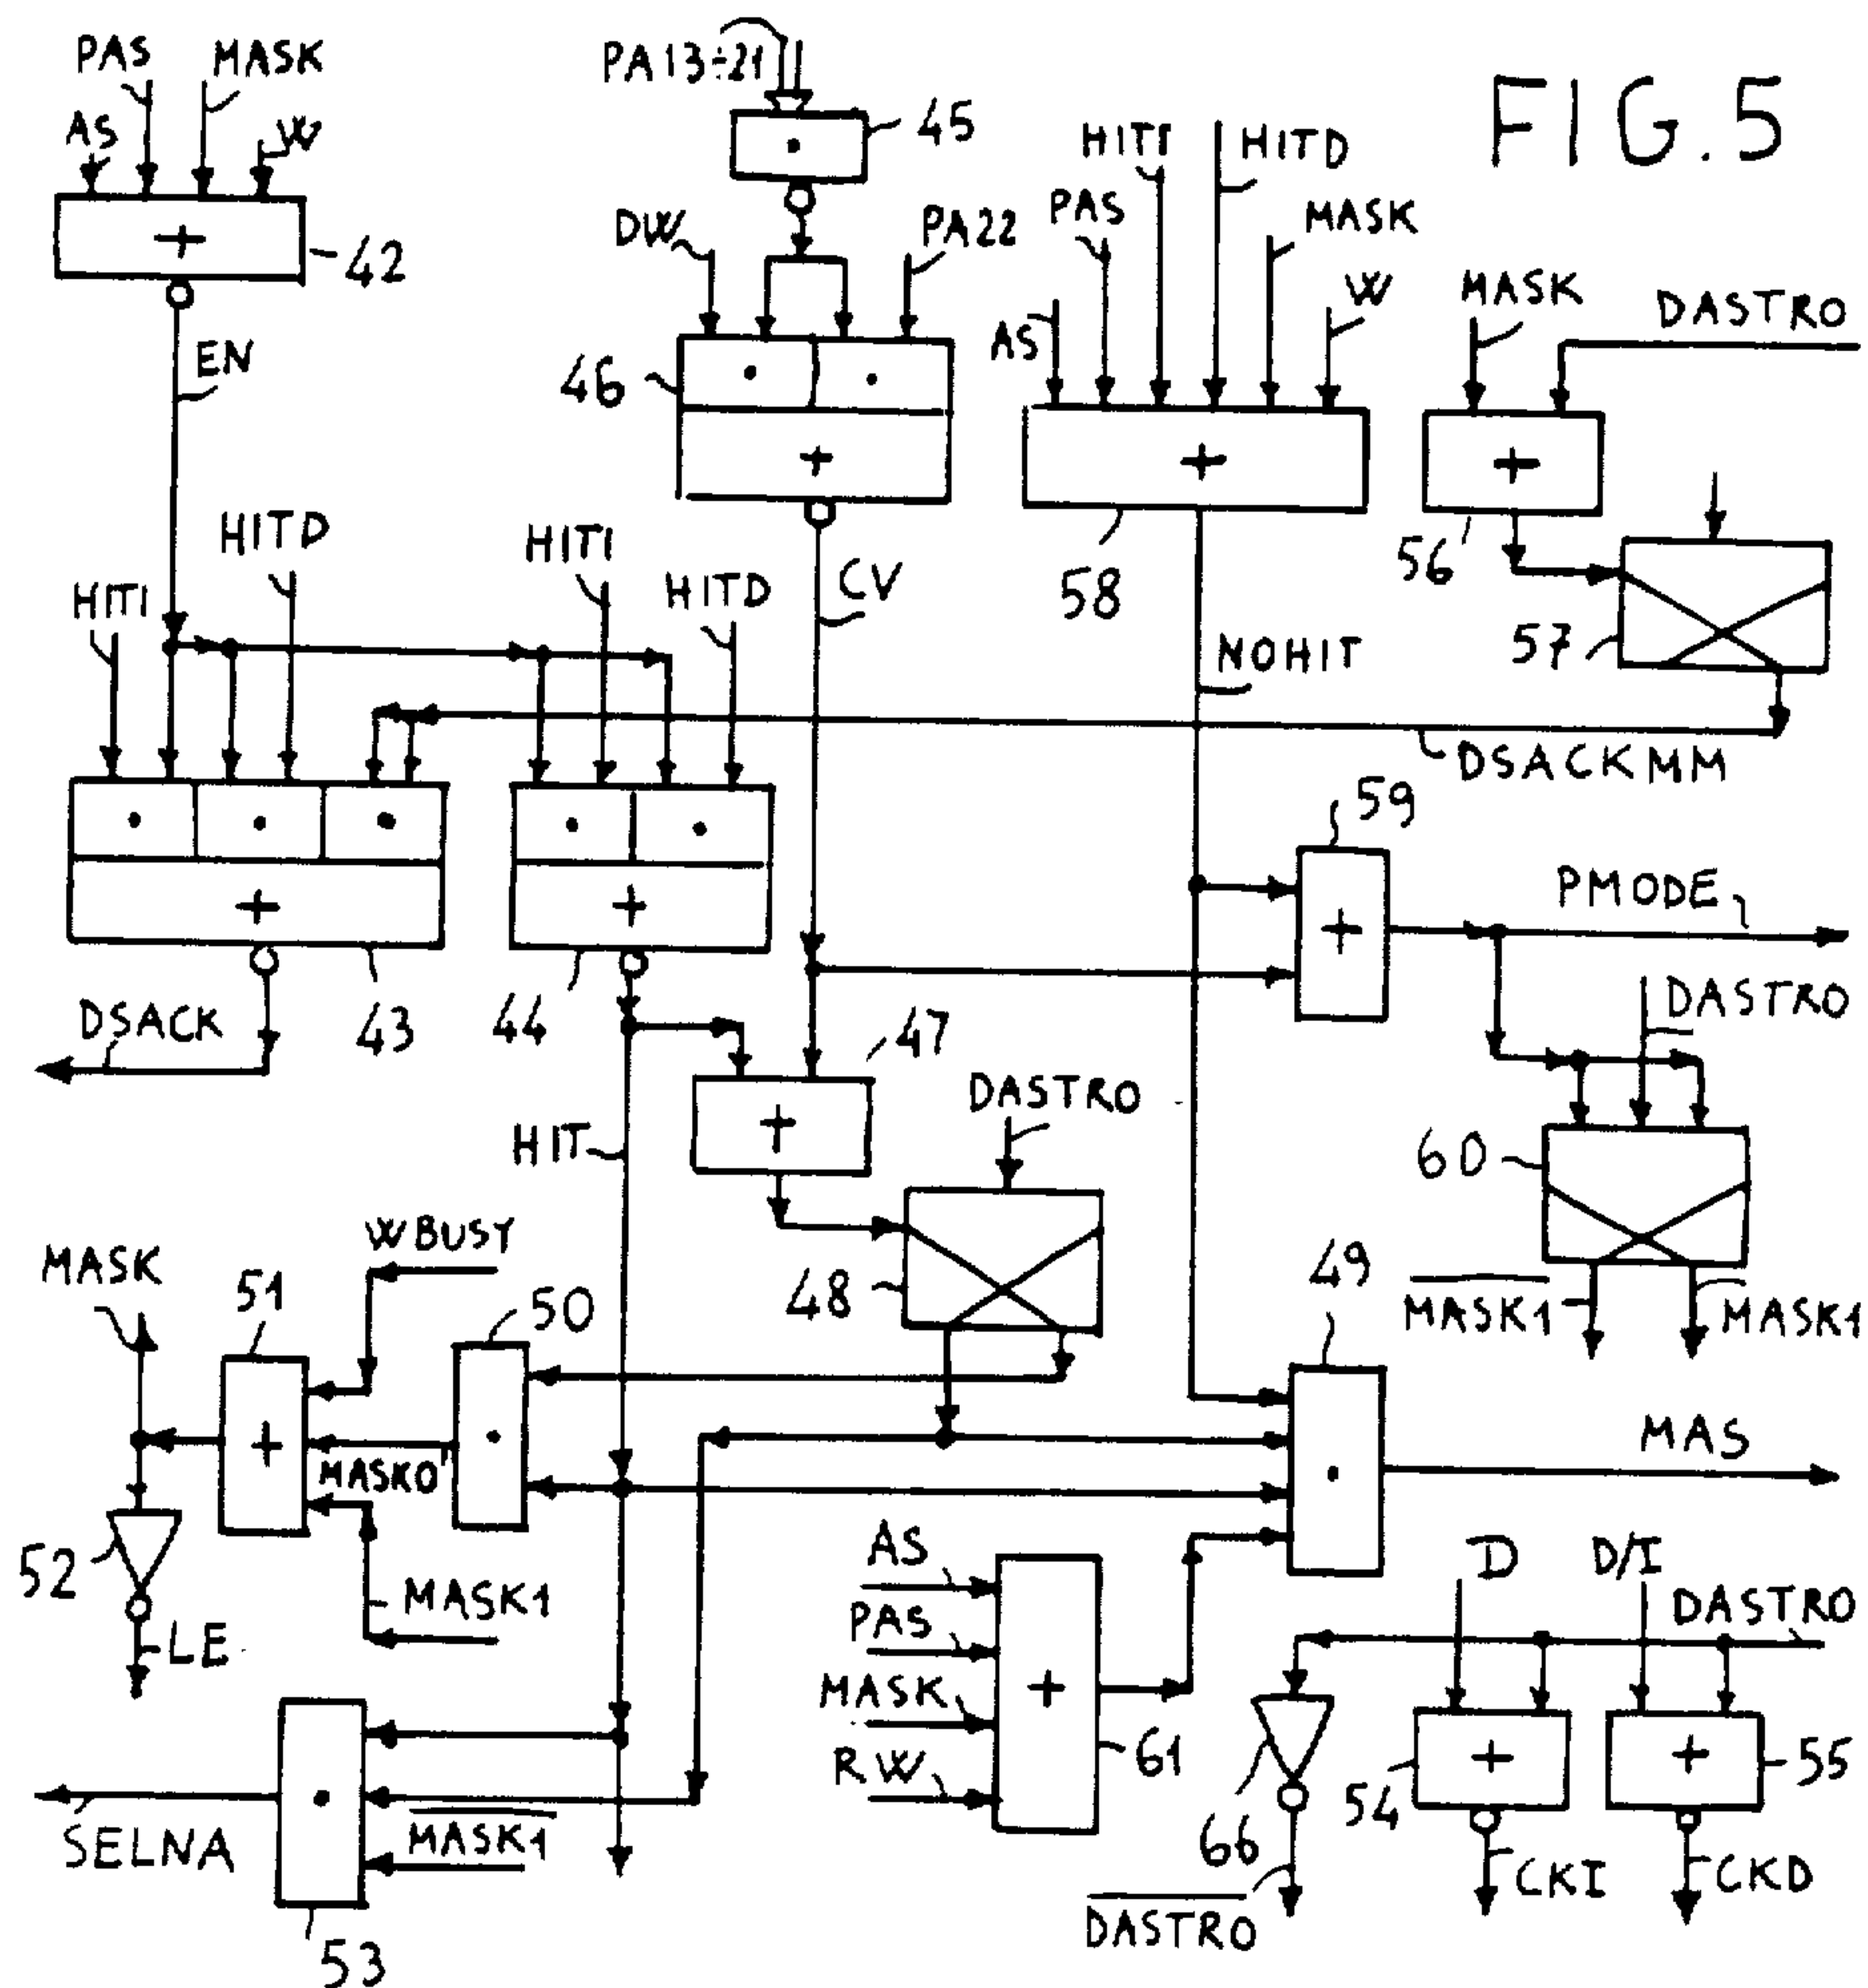 FIG. 5
PAS
MASK
AS
W
42
EN
PA13÷21
45
DW
PA22
46
CV
HITI
HITD
PAS
MASK
AS
W
58
NOHIT
MASK
DASTRO
56
57
DSACKMM
HITI
HITD
HITI
HITD
43
DSACK
44
HIT
47
59
PMODE
DASTRO
60
MASK1
MASK1
DASTRO
48
49
MAS
WBUSY
MASK
51
50
MASK0
52
MASK1
LE
SELNA
53
MASK1
AS
PAS
MASK
RW
61
D
D/I
DASTRO
66
DASTRO
54
CKI
55
CKD